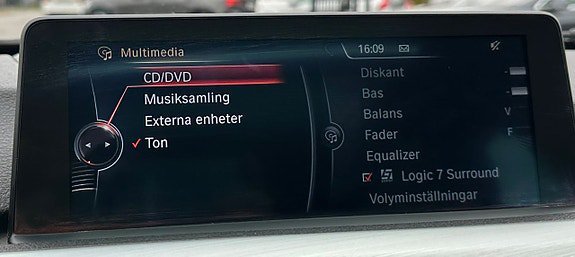 Multimedia
16:09
CD/DVD
Musiksamling
Externa enheter
Ton
Diskant
Bas
Balans V
Fader F
Equalizer
Logic 7 Surround
Volyminställningar